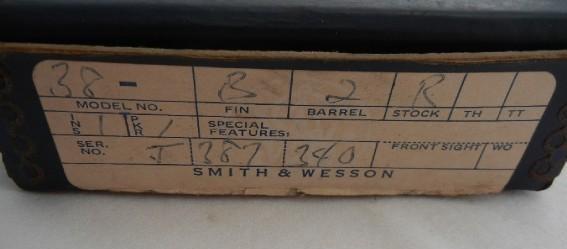 38- B 2 R
MODEL NO. FIN BARREL STOCK TH TT
INS 1 PKR 1 SPECIAL FEATURES:
SER. NO. J 387 340 FRONT SIGHT WO
SMITH & WESSON